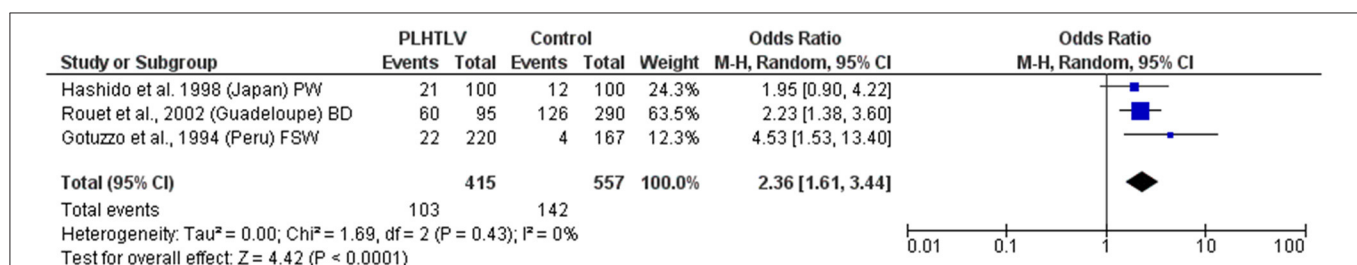 PLHTLV Control Odds Ratio Odds Ratio
Study or Subgroup Events Total Events Total Weight M-H, Random, 95% CI M-H, Random, 95% CI
Hashido et al. 1998 (Japan) PW 21 100 12 100 24.3% 1.95 [0.90, 4.22]
Rouet et al., 2002 (Guadeloupe) BD 60 95 126 290 63.5% 2.23 [1.38, 3.60]
Gotuzzo et al., 1994 (Peru) FSW 22 220 4 167 12.3% 4.53 [1.53, 13.40]
Total (95% CI) 415 557 100.0% 2.36 [1.61, 3.44]
Total events 103 142
Heterogeneity: Tau² = 0.00; Chi² = 1.69, df = 2 (P = 0.43); I² = 0%
Test for overall effect: Z = 4.42 (P < 0.0001)
0.01 0.1 1 10 100